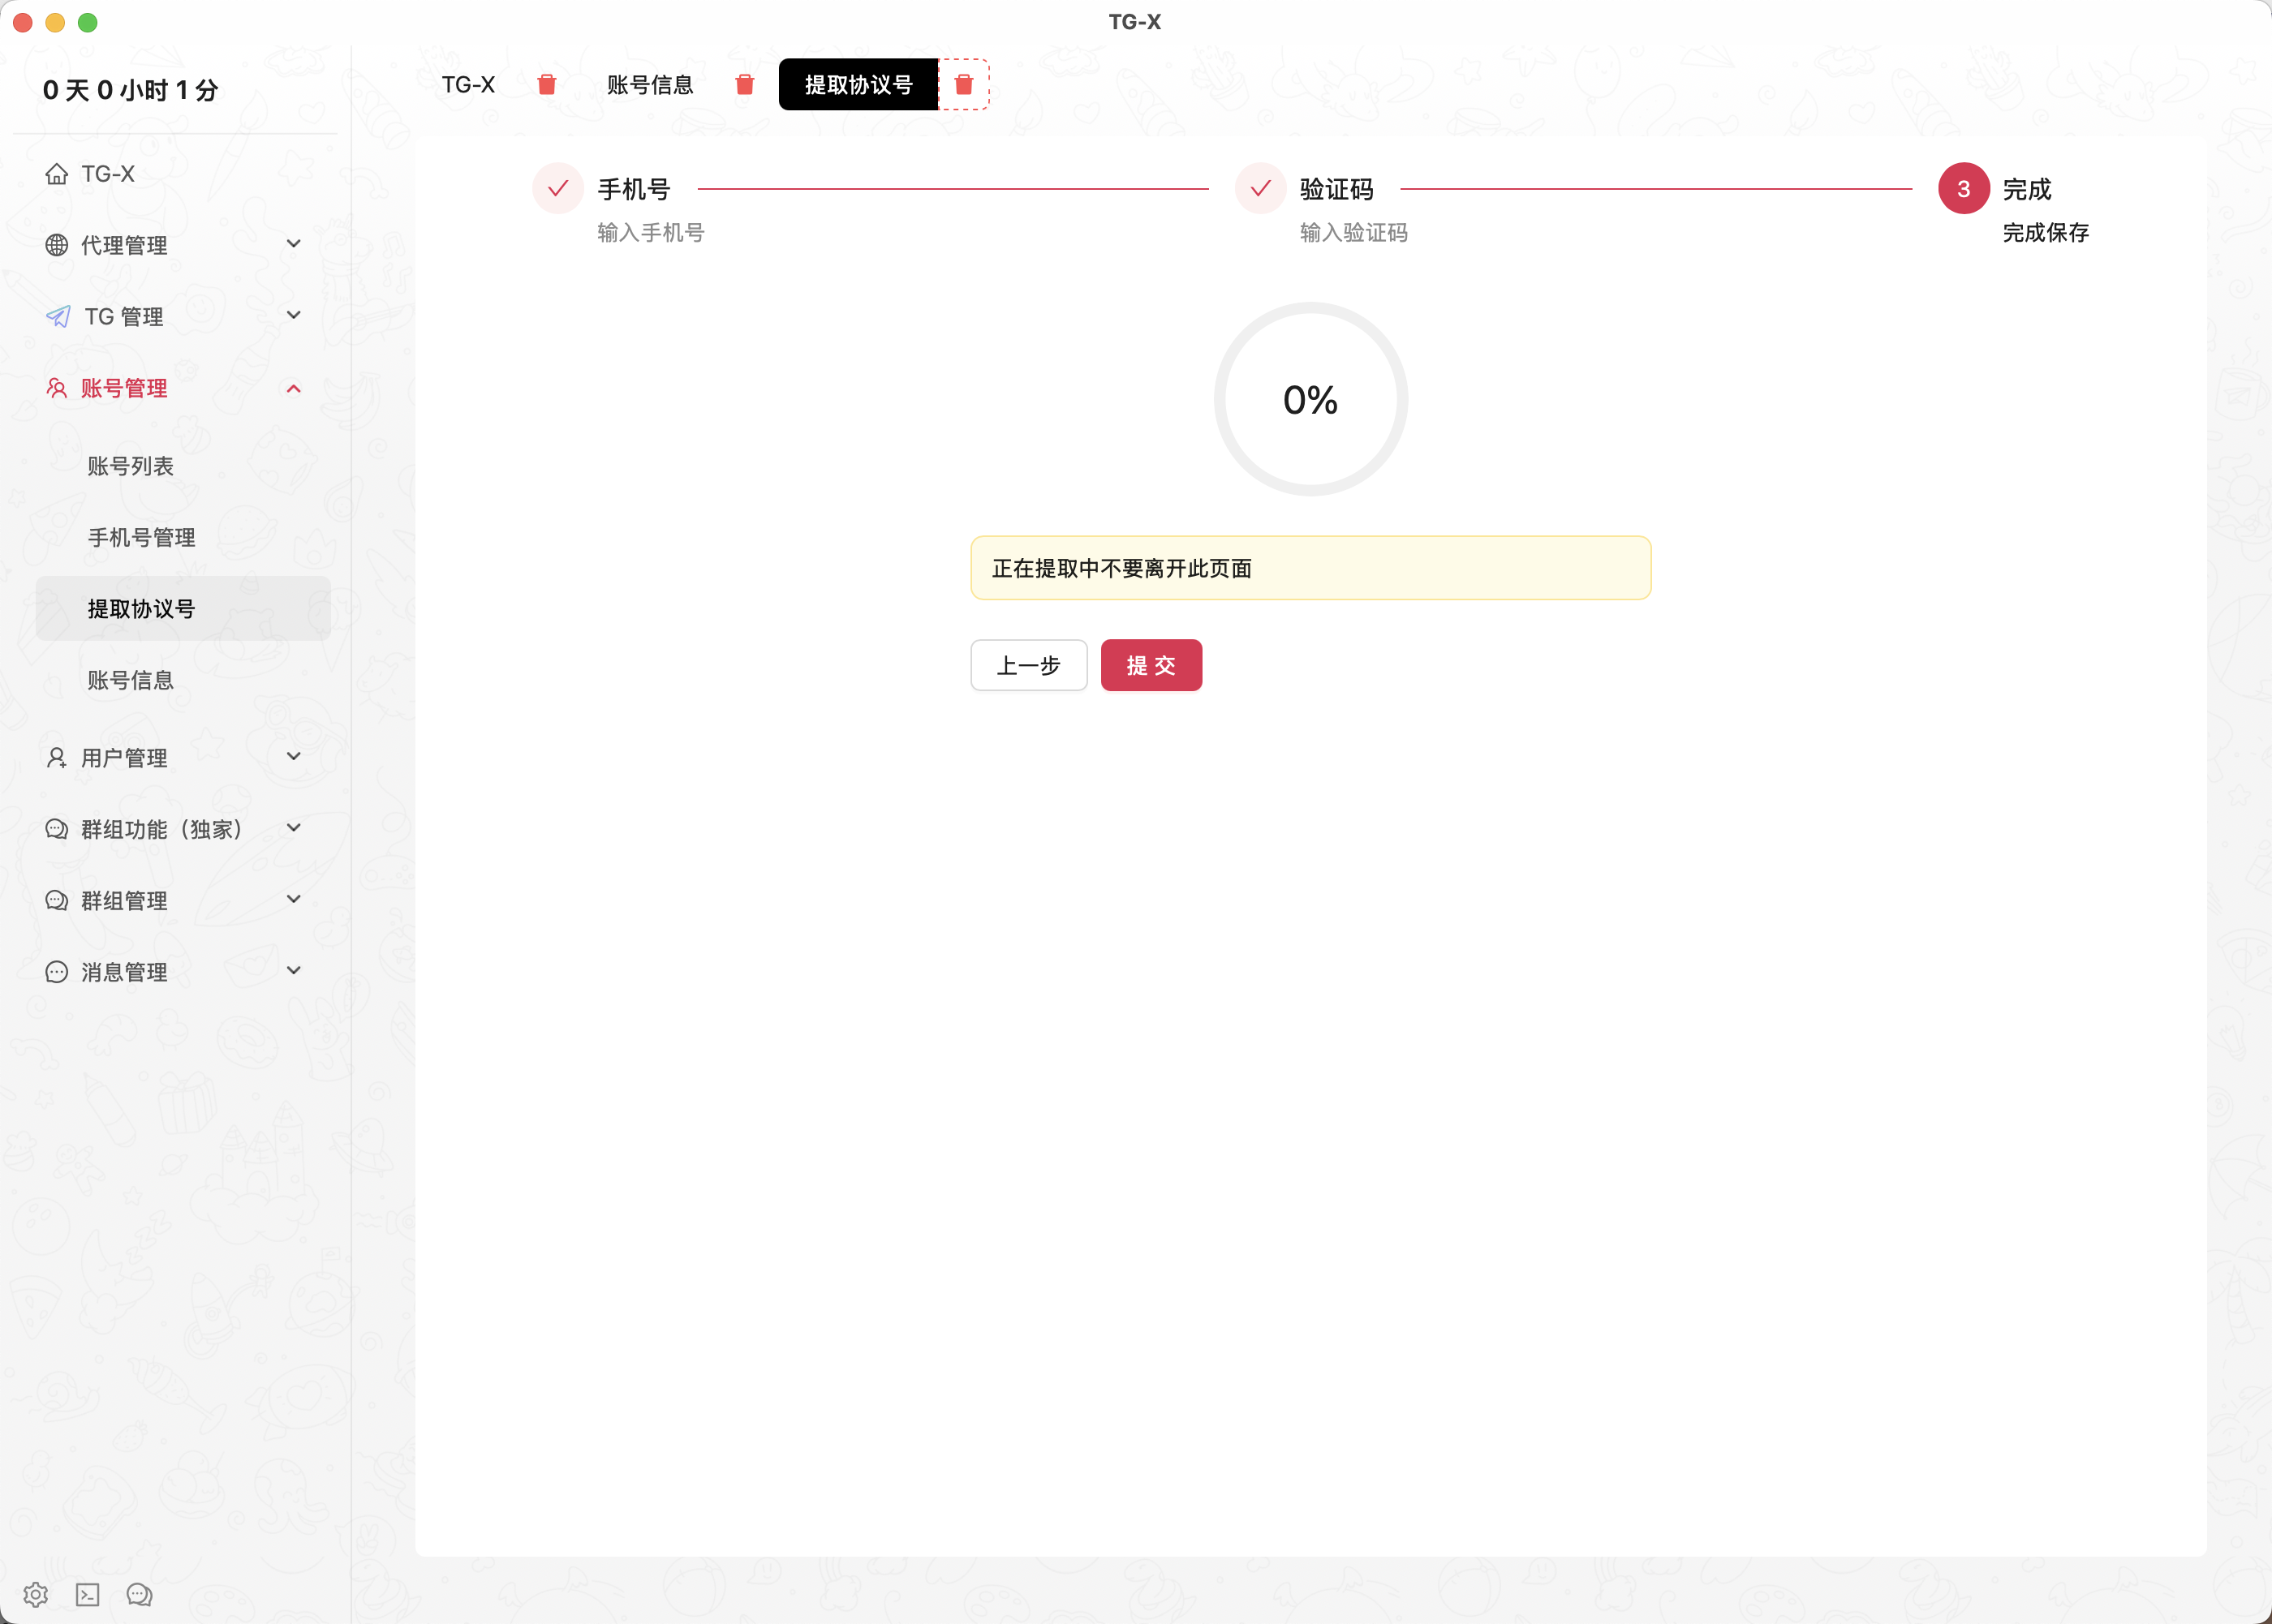 TG-X
0 天 0 小时 1 分
TG-X
代理管理
TG 管理
账号管理
账号列表
手机号管理
提取协议号
账号信息
用户管理
群组功能（独家）
群组管理
消息管理
TG-X
账号信息
提取协议号
手机号
输入手机号
验证码
输入验证码
3
完成
完成保存
0%
正在提取中不要离开此页面
上一步
提 交